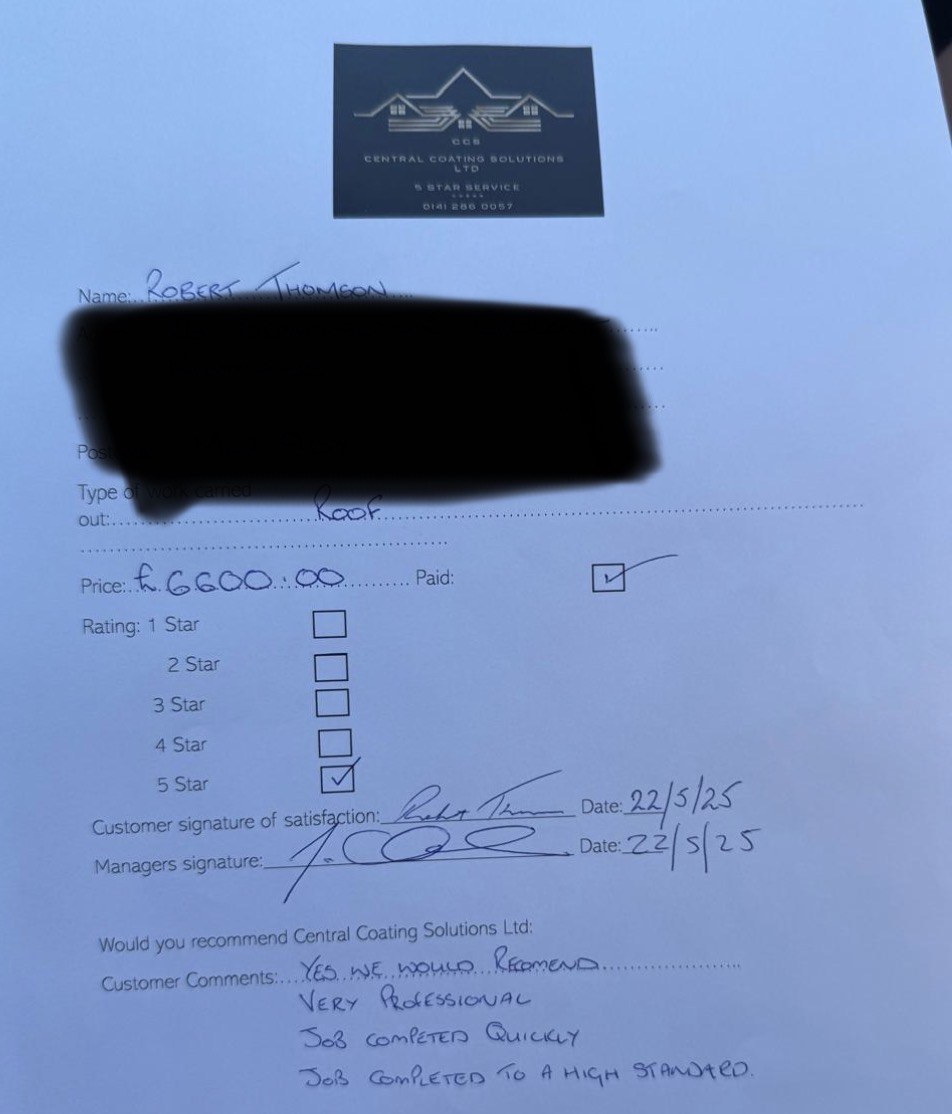 CCS
CENTRAL COATING SOLUTIONS
LTD
5 STAR SERVICE
0141 286 0057
Name: ROBERT THOMSON
Type of work carried
out: Roof
Price: £6600.00 Paid:
Rating: 1 Star
2 Star
3 Star
4 Star
5 Star
Customer signature of satisfaction: Date: 22/5/25
Managers signature: Date: 22/5/25
Would you recommend Central Coating Solutions Ltd:
Customer Comments: YES WE WOULD RECOMEND
VERY PROFESSIONAL
JOB COMPETED QUICKLY
JOB COMPLETED TO A HIGH STANDARD.